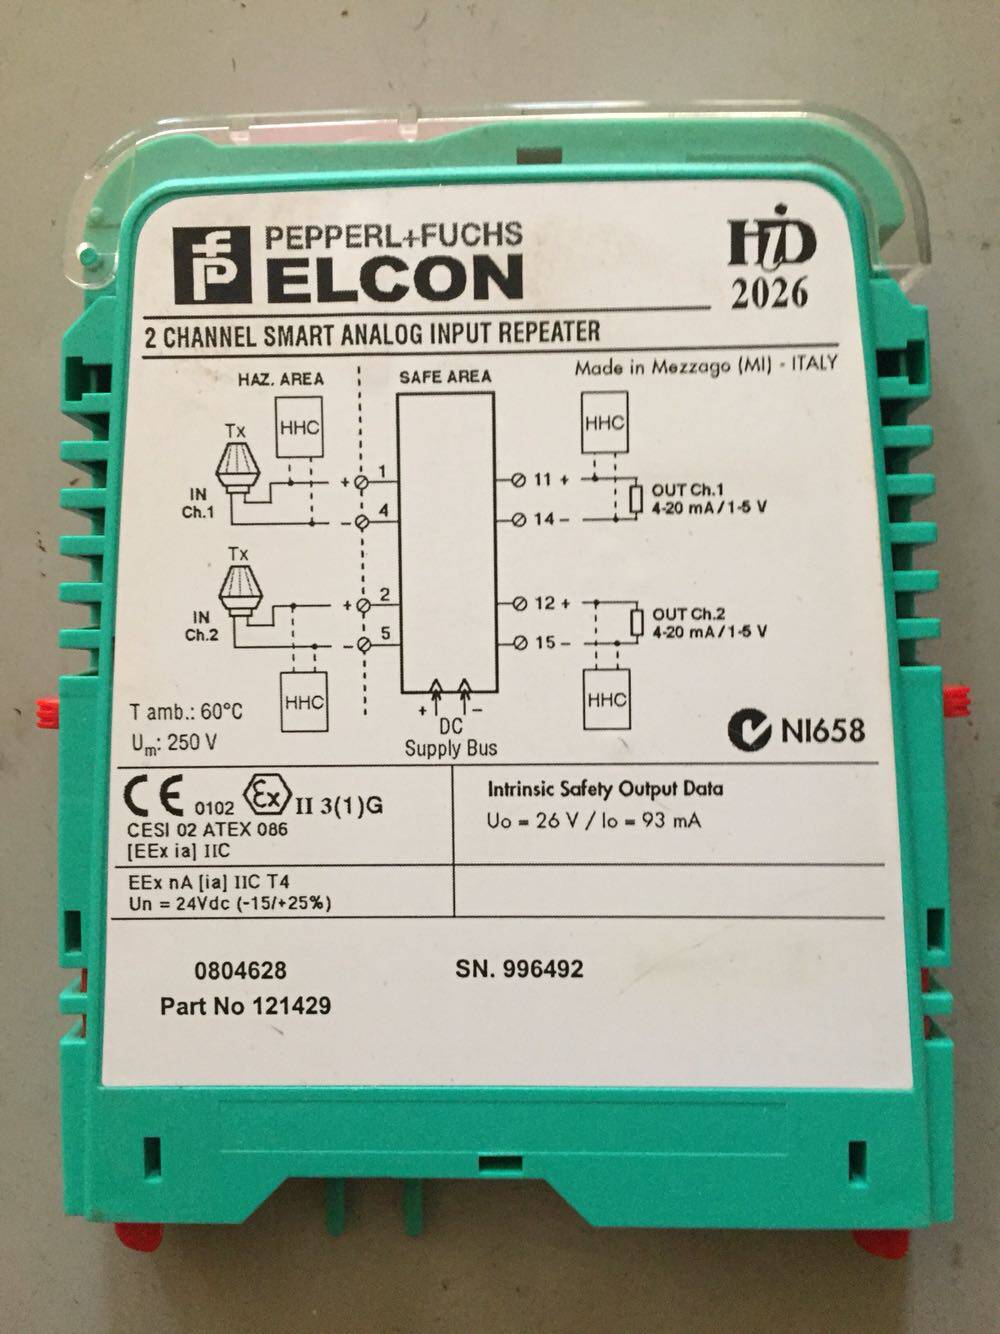 PEPPERL+FUCHS
ELCON
HiD
2026
2 CHANNEL SMART ANALOG INPUT REPEATER
Made in Mezzago (MI) - ITALY
HAZ. AREA
SAFE AREA
HHC
HHC
Tx
IN
Ch.1
+ 1
- 4
11 +
14 -
OUT Ch.1
4-20 mA/1-5 V
Tx
IN
Ch.2
+ 2
- 5
12 +
15 -
OUT Ch.2
4-20 mA/1-5 V
HHC
HHC
T amb.: 60°C
Um: 250 V
+ -
DC
Supply Bus
NI658
CE 0102 Ex II 3(1)G
CESI 02 ATEX 086
[EEx ia] IIC
Intrinsic Safety Output Data
Uo = 26 V / Io = 93 mA
EEx nA [ia] IIC T4
Un = 24Vdc (-15/+25%)
0804628
SN. 996492
Part No 121429